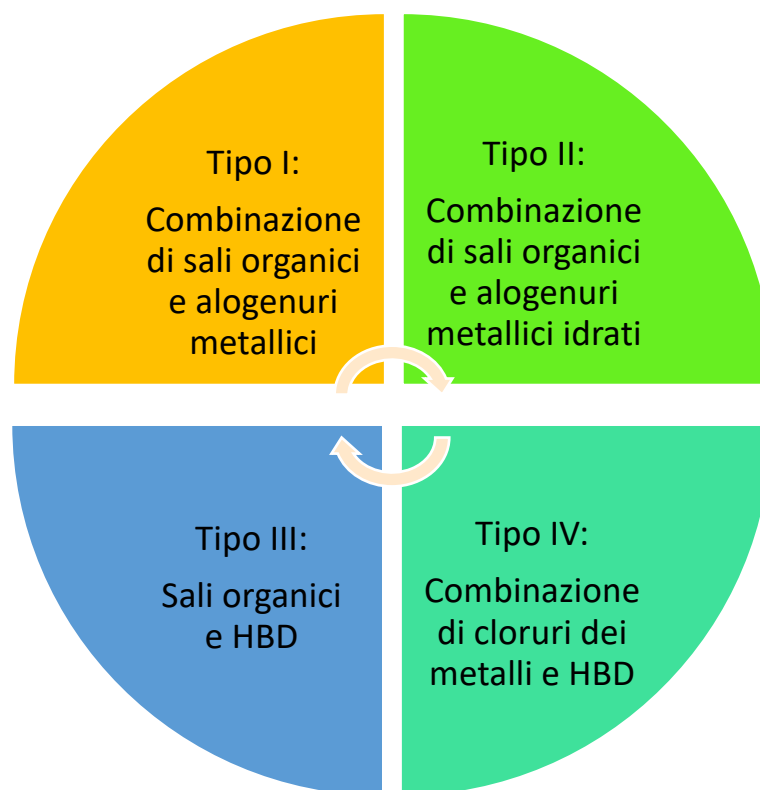 Tipo I:
Combinazione
di sali organici
e alogenuri
metallici
Tipo II:
Combinazione
di sali organici
e alogenuri
metallici idrati
Tipo III:
Sali organici
e HBD
Tipo IV:
Combinazione
di cloruri dei
metalli e HBD